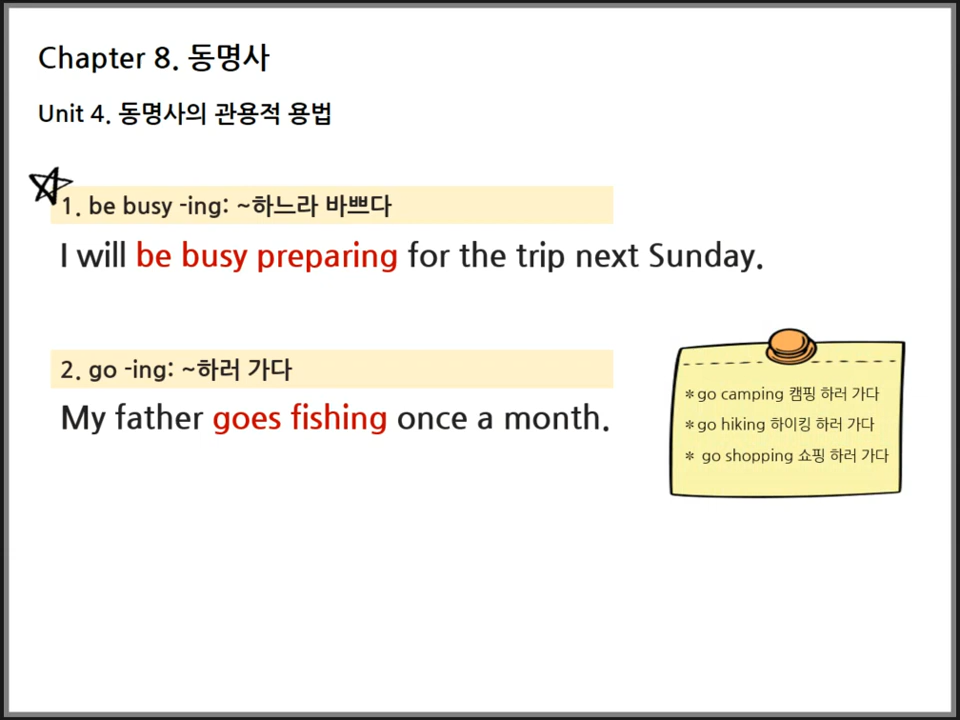 Chapter 8. 동명사
Unit 4. 동명사의 관용적 용법
1. be busy -ing: ~하느라 바쁘다
I will be busy preparing for the trip next Sunday.
2. go -ing: ~하러 가다
My father goes fishing once a month.
* go camping 캠핑 하러 가다
* go hiking 하이킹 하러 가다
* go shopping 쇼핑 하러 가다